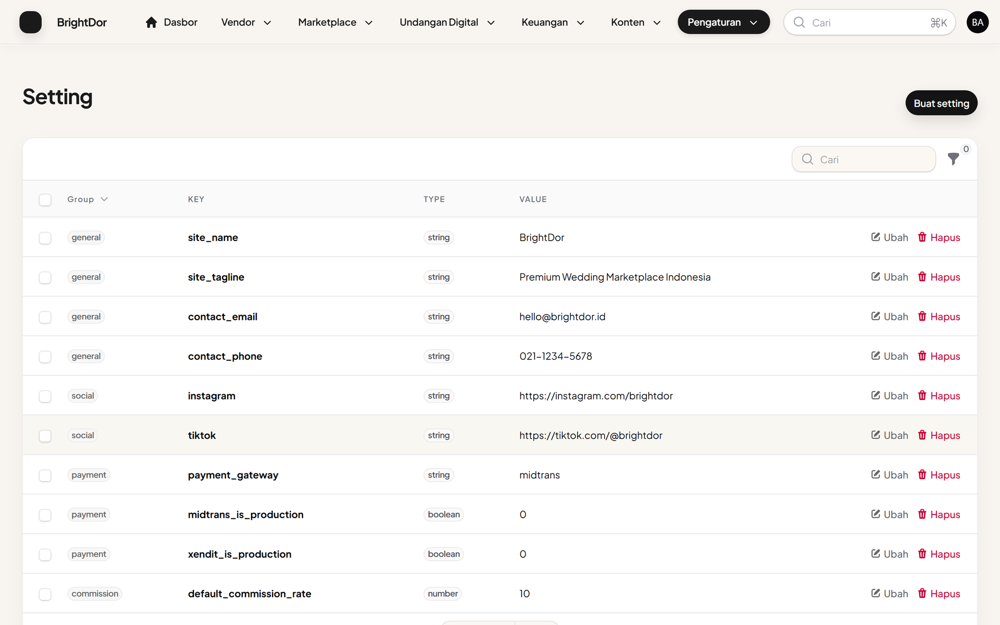 BrightDor Dasbor Vendor Marketplace Undangan Digital Keuangan Konten Pengaturan Cari ⌘K BA
Setting
Buat setting
Cari 0
Group KEY TYPE VALUE
general site_name string BrightDor Ubah Hapus
general site_tagline string Premium Wedding Marketplace Indonesia Ubah Hapus
general contact_email string hello@brightdor.id Ubah Hapus
general contact_phone string 021-1234-5678 Ubah Hapus
social instagram string https://instagram.com/brightdor Ubah Hapus
social tiktok string https://tiktok.com/@brightdor Ubah Hapus
payment payment_gateway string midtrans Ubah Hapus
payment midtrans_is_production boolean 0 Ubah Hapus
payment xendit_is_production boolean 0 Ubah Hapus
commission default_commission_rate number 10 Ubah Hapus